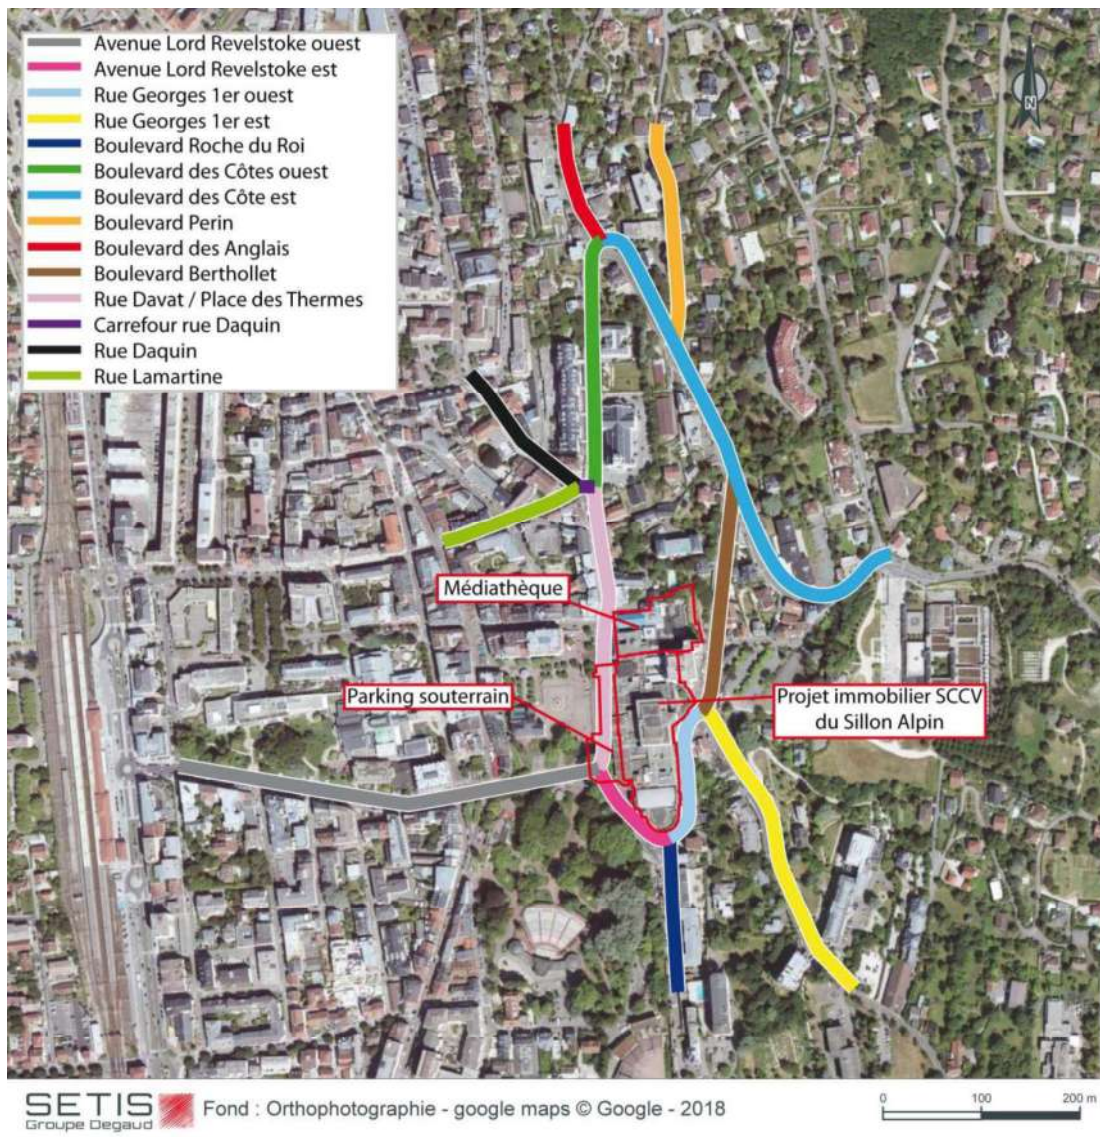 Avenue Lord Revelstoke ouest
Avenue Lord Revelstoke est
Rue Georges 1er ouest
Rue Georges 1er est
Boulevard Roche du Roi
Boulevard des Côtes ouest
Boulevard des Côte est
Boulevard Perin
Boulevard des Anglais
Boulevard Berthollet
Rue Davat / Place des Thermes
Carrefour rue Daquin
Rue Daquin
Rue Lamartine
N
Médiathèque
Parking souterrain
Projet immobilier SCCV
du Sillon Alpin
SETIS
Groupe Degaud
Fond : Orthophotographie - google maps © Google - 2018
0 100 200 m